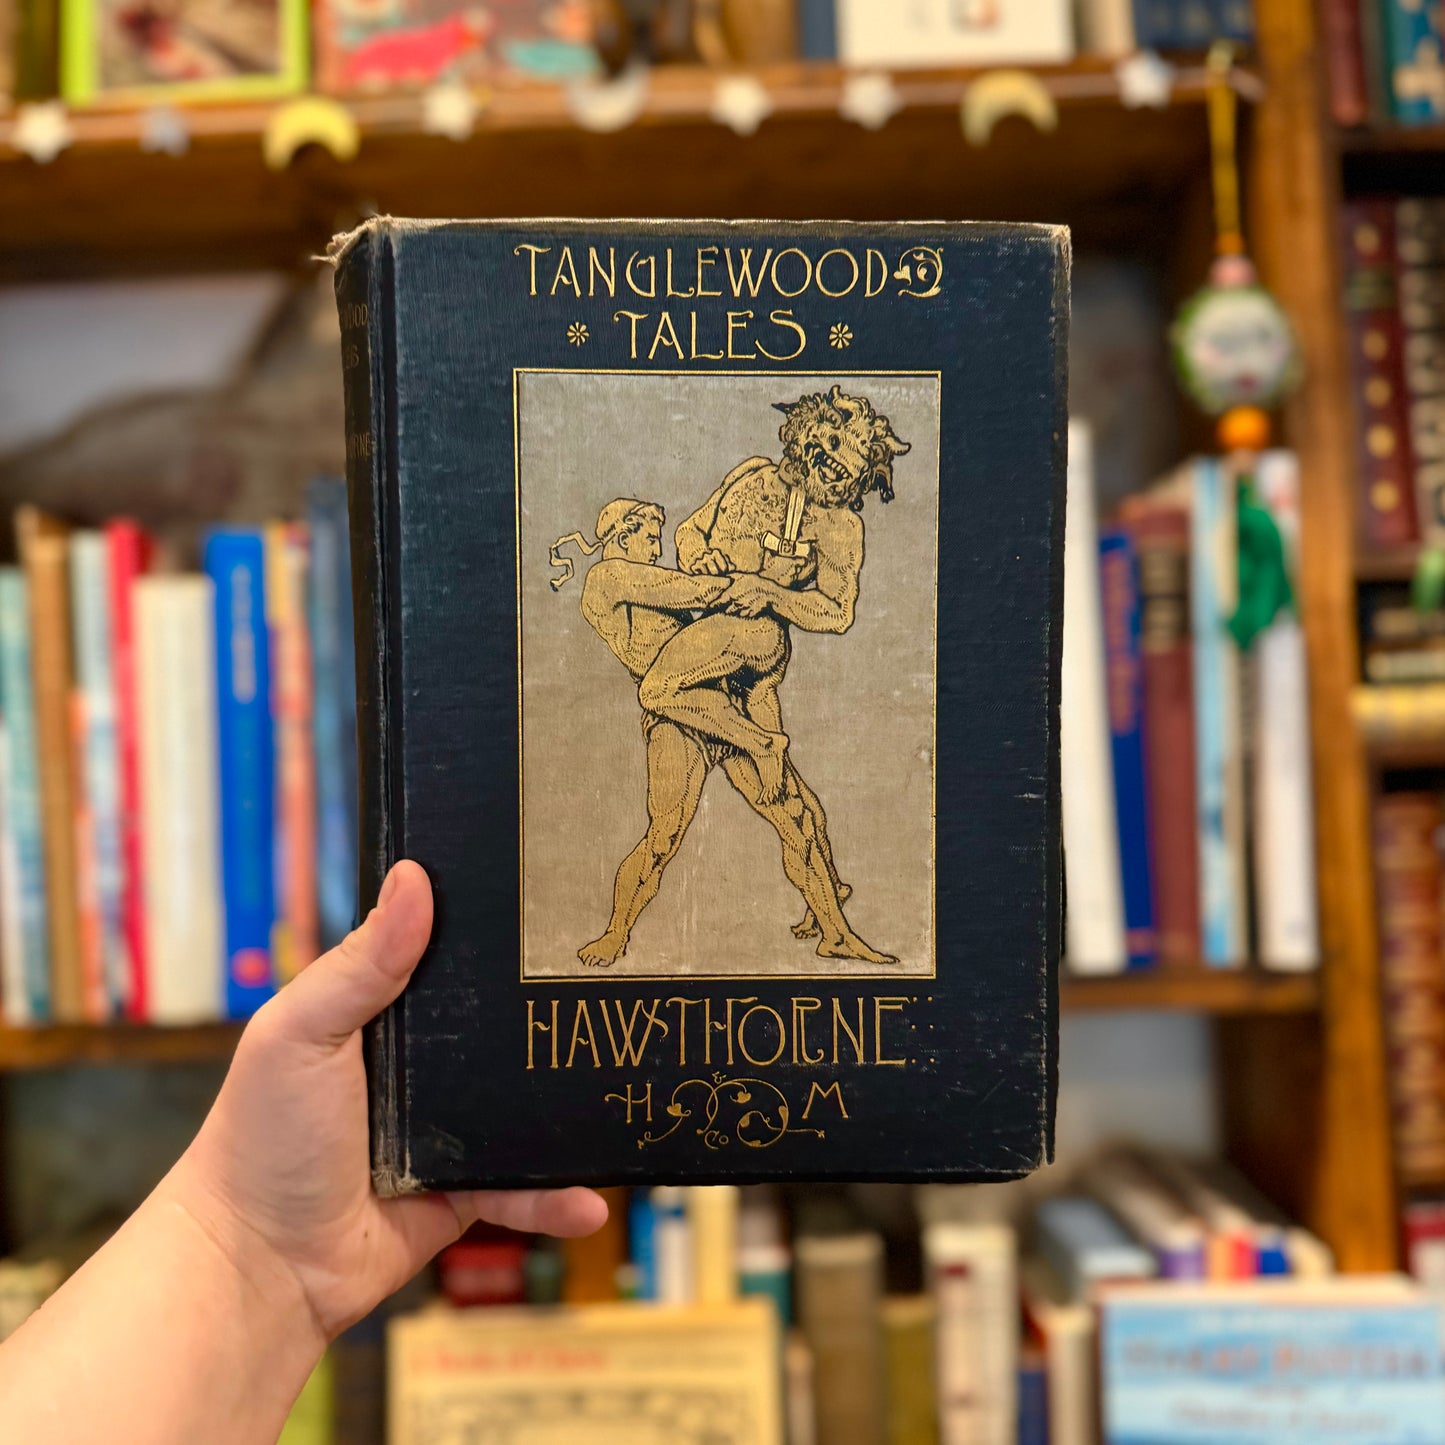 TANGLEWOOD
TALES
HAWTHORNE
H & M
Co